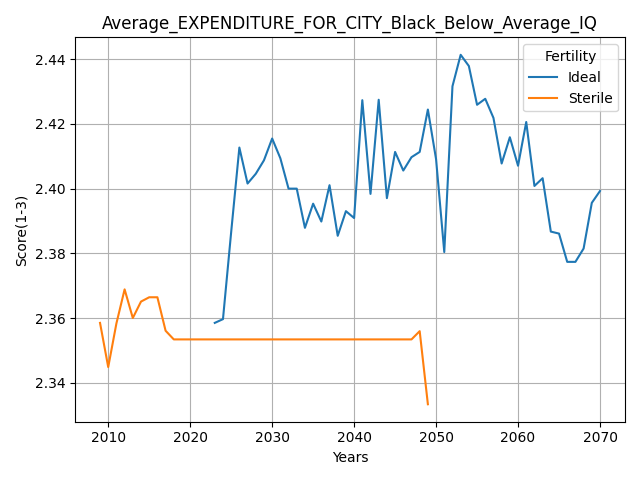 Average_EXPENDITURE_FOR_CITY_Black_Below_Average_IQ
Fertility
Ideal
Sterile
2.44
2.42
2.40
2.38
2.36
2.34
Score(1-3)
2010 2020 2030 2040 2050 2060 2070
Years